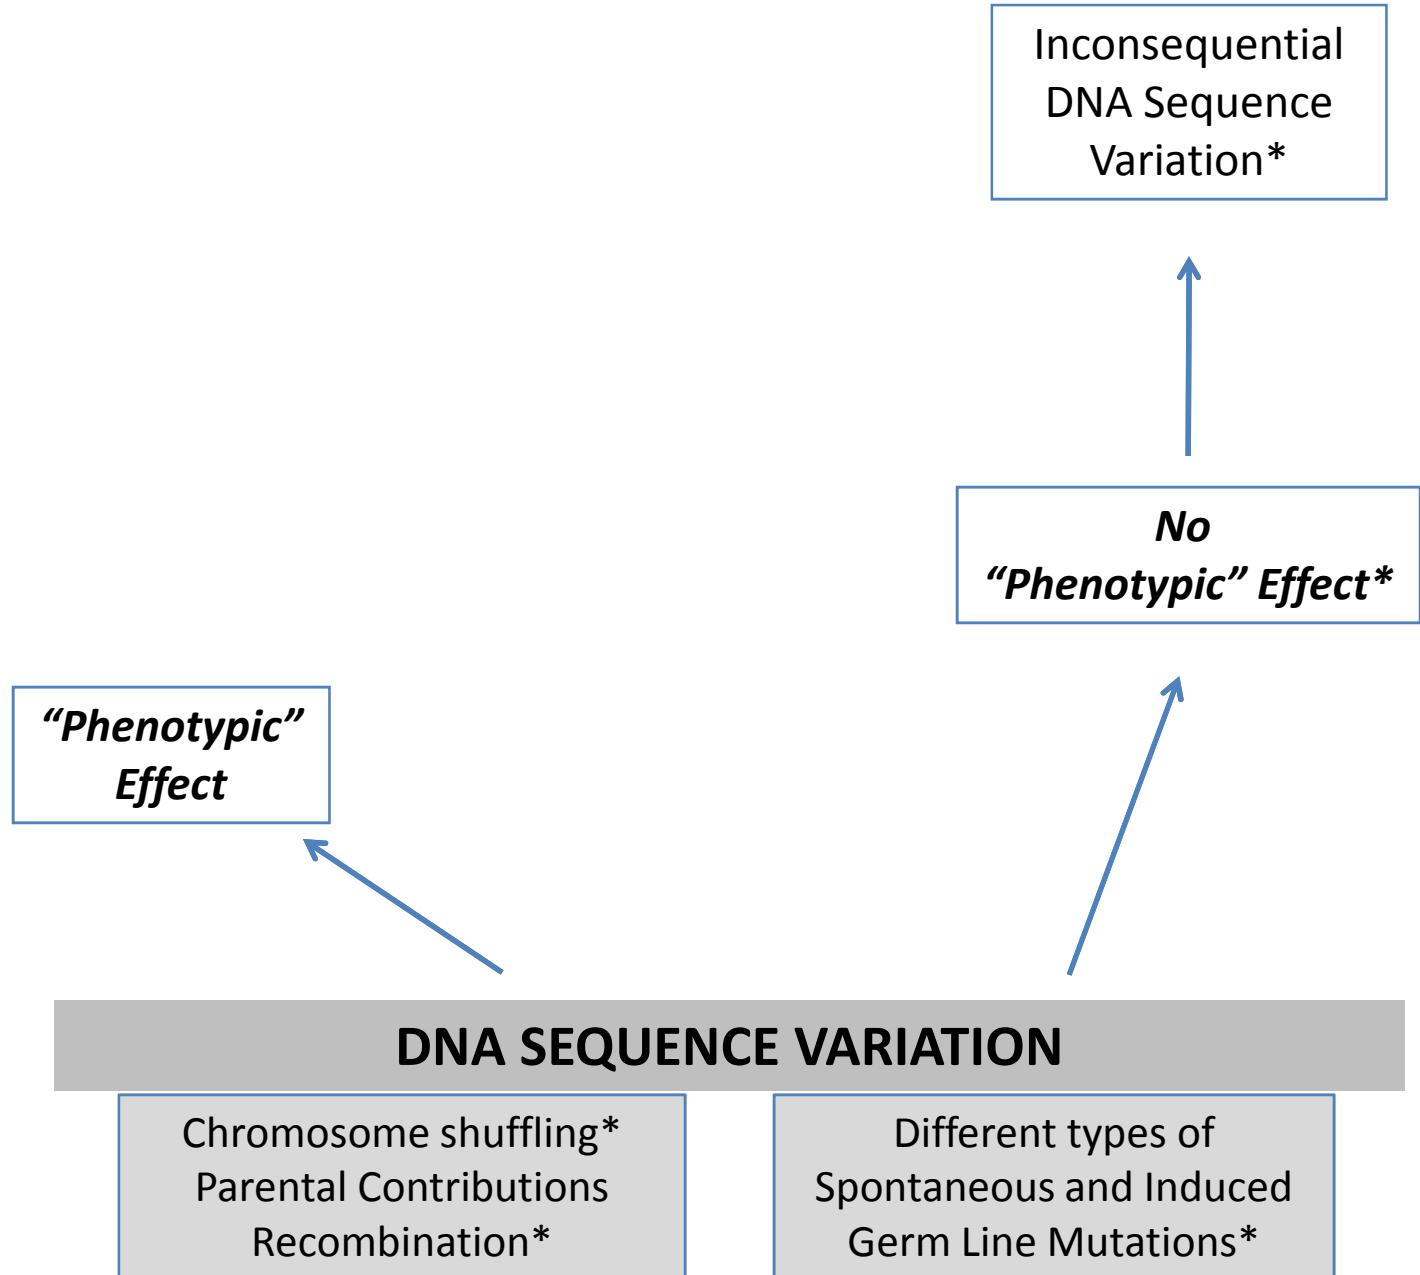 Inconsequential
DNA Sequence
Variation*
No
“Phenotypic” Effect*
“Phenotypic”
Effect
DNA SEQUENCE VARIATION
Chromosome shuffling*
Parental Contributions
Recombination*
Different types of
Spontaneous and Induced
Germ Line Mutations*